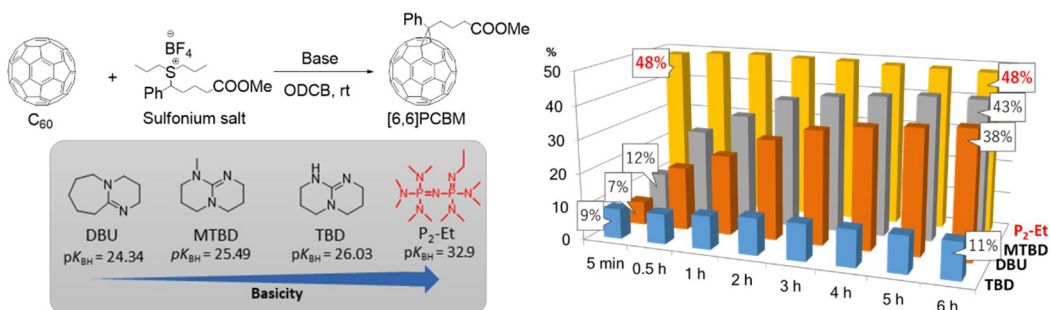 Ph
COOMe
⊖
BF4
⊕
S
Ph
COOMe
+
Base
ODCB, rt
C60
Sulfonium salt
[6,6]PCBM
N
N
DBU
pKBH = 24.34
N
N
N
MTBD
pKBH = 25.49
H
N
N
N
TBD
pKBH = 26.03
N
N
N–P=N–P–N
N
N
P2-Et
pKBH = 32.9
Basicity
%
50
40
30
20
10
0
48%
12%
7%
9%
48%
43%
38%
11%
5 min
0.5 h
1 h
2 h
3 h
4 h
5 h
6 h
P2-Et
MTBD
DBU
TBD